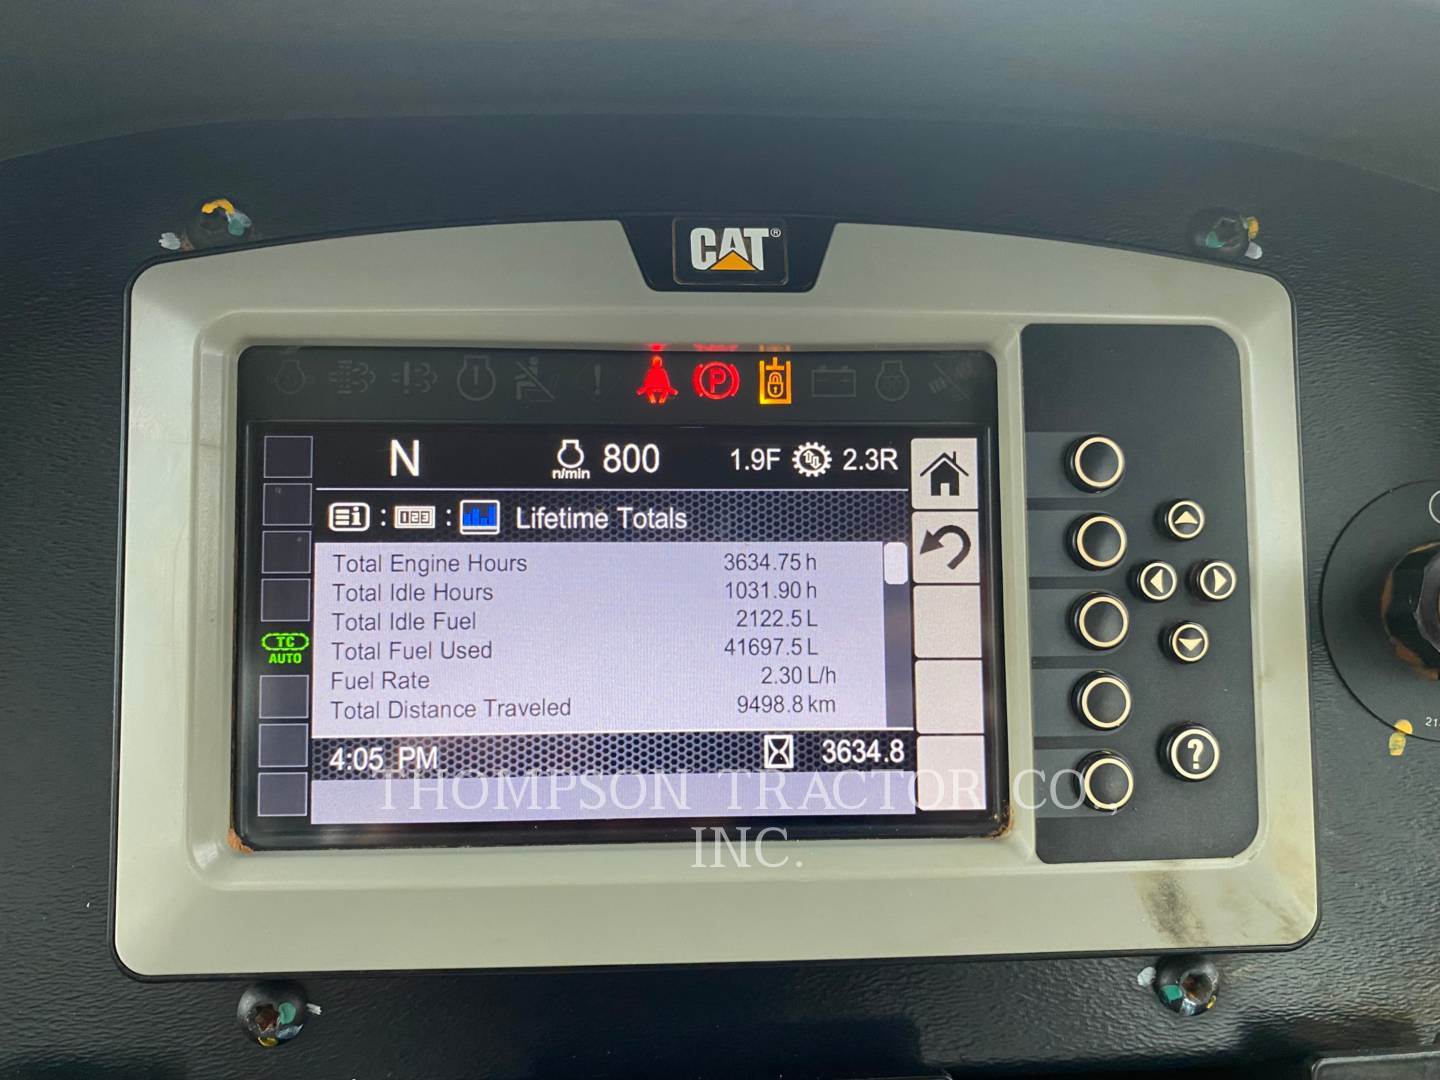 CAT®
P
N
n/min 800
1.9F 2.3R
i : 123 : Lifetime Totals
Total Engine Hours 3634.75 h
Total Idle Hours 1031.90 h
Total Idle Fuel 2122.5 L
Total Fuel Used 41697.5 L
Fuel Rate 2.30 L/h
Total Distance Traveled 9498.8 km
TC
AUTO
4:05 PM 3634.8
?
THOMPSON TRACTOR CO.,
INC.